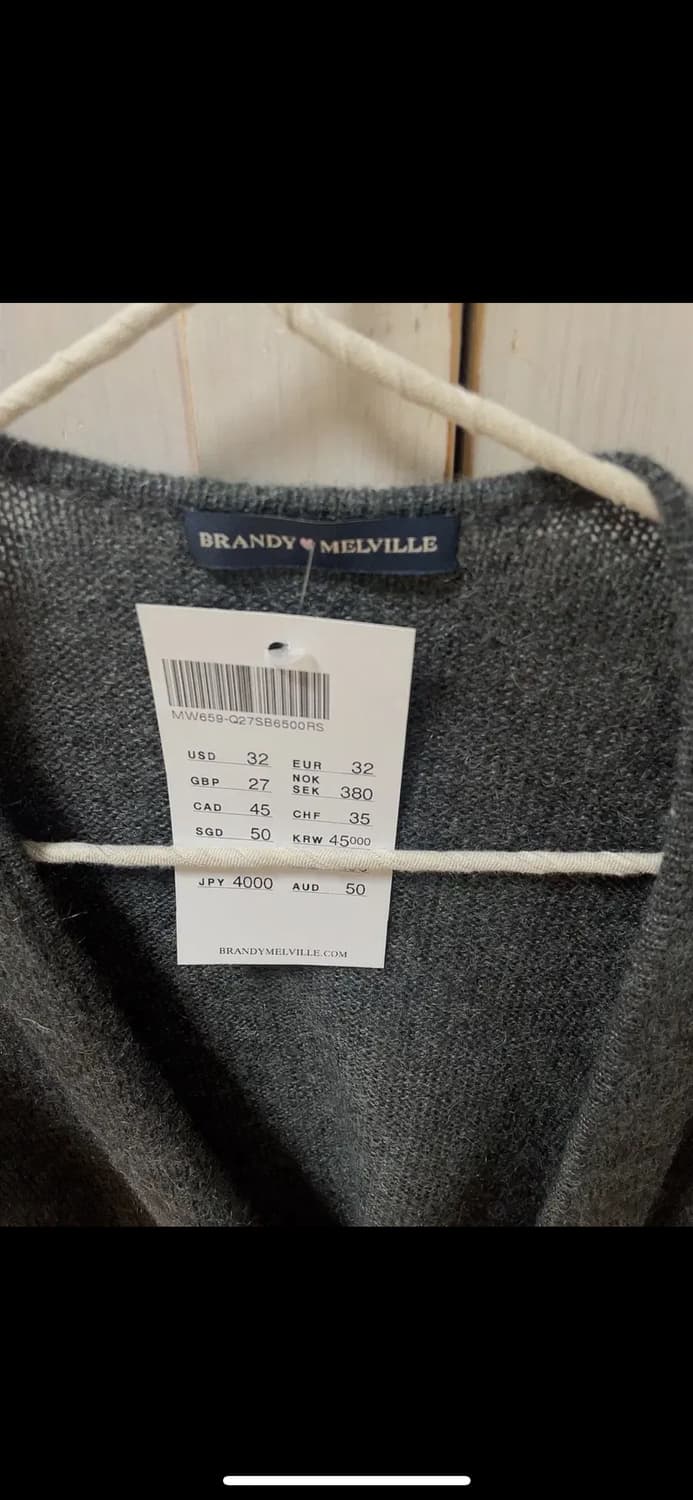 BRANDY MELVILLE
MW659-Q27SB6500RS
USD 32 EUR 32
GBP 27 NOK SEK 380
CAD 45 CHF 35
SGD 50 KRW 45000
JPY 4000 AUD 50
BRANDYMELVILLE.COM